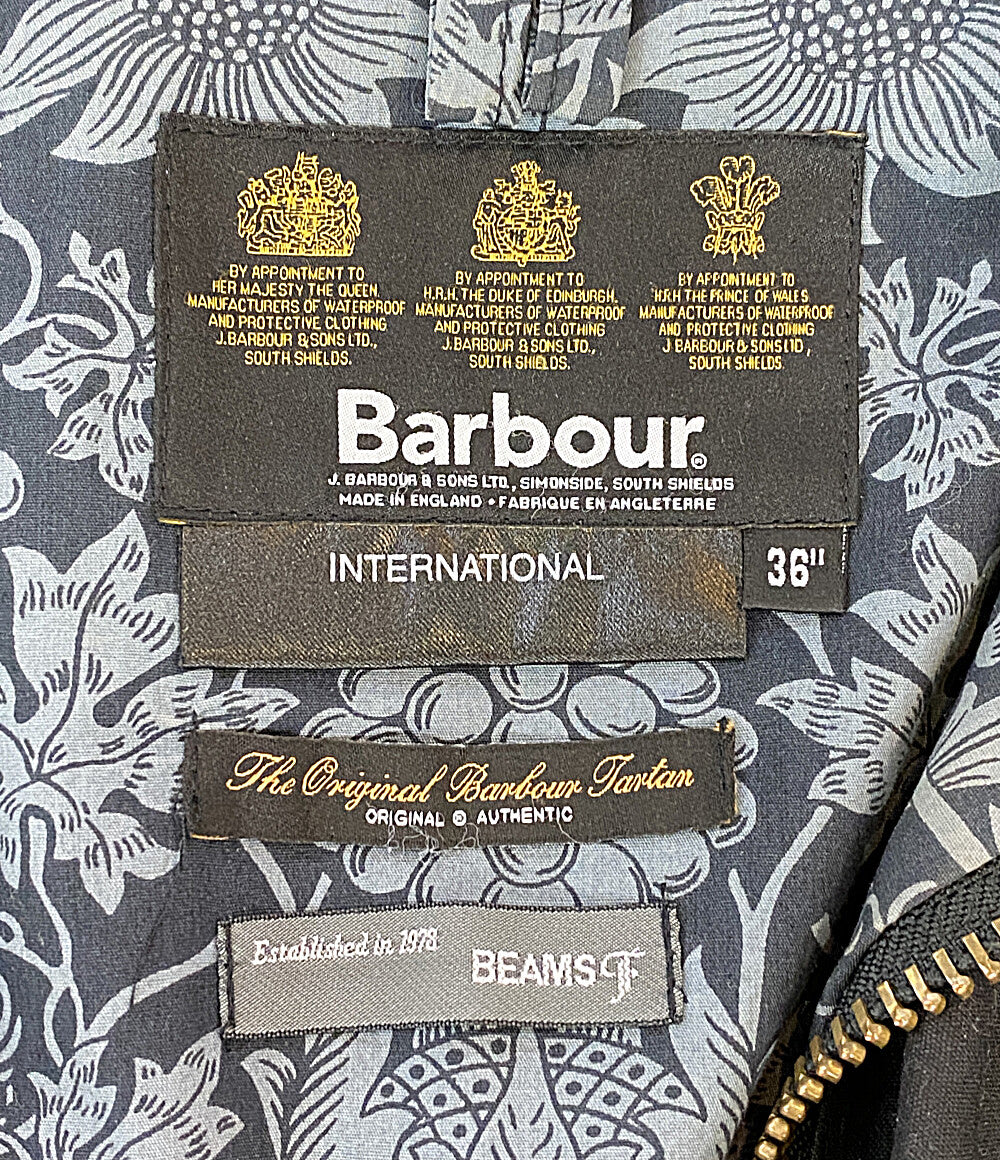 BY APPOINTMENT TO
HER MAJESTY THE QUEEN
MANUFACTURERS OF WATERPROOF
AND PROTECTIVE CLOTHING
J. BARBOUR & SONS LTD.,
SOUTH SHIELDS.
BY APPOINTMENT TO
H.R.H. THE DUKE OF EDINBURGH,
MANUFACTURERS OF WATERPROOF
AND PROTECTIVE CLOTHING
J. BARBOUR & SONS LTD.,
SOUTH SHIELDS.
BY APPOINTMENT TO
H.R.H THE PRINCE OF WALES
MANUFACTURERS OF WATERPROOF
AND PROTECTIVE CLOTHING
J BARBOUR & SONS LTD,
SOUTH SHIELDS.
Barbour®
J. BARBOUR & SONS LTD, SIMONSIDE, SOUTH SHIELDS
MADE IN ENGLAND • FABRIQUE EN ANGLETERRE
INTERNATIONAL
36"
The Original Barbour Tartan
ORIGINAL ® AUTHENTIC
Established in 1978
BEAMS F